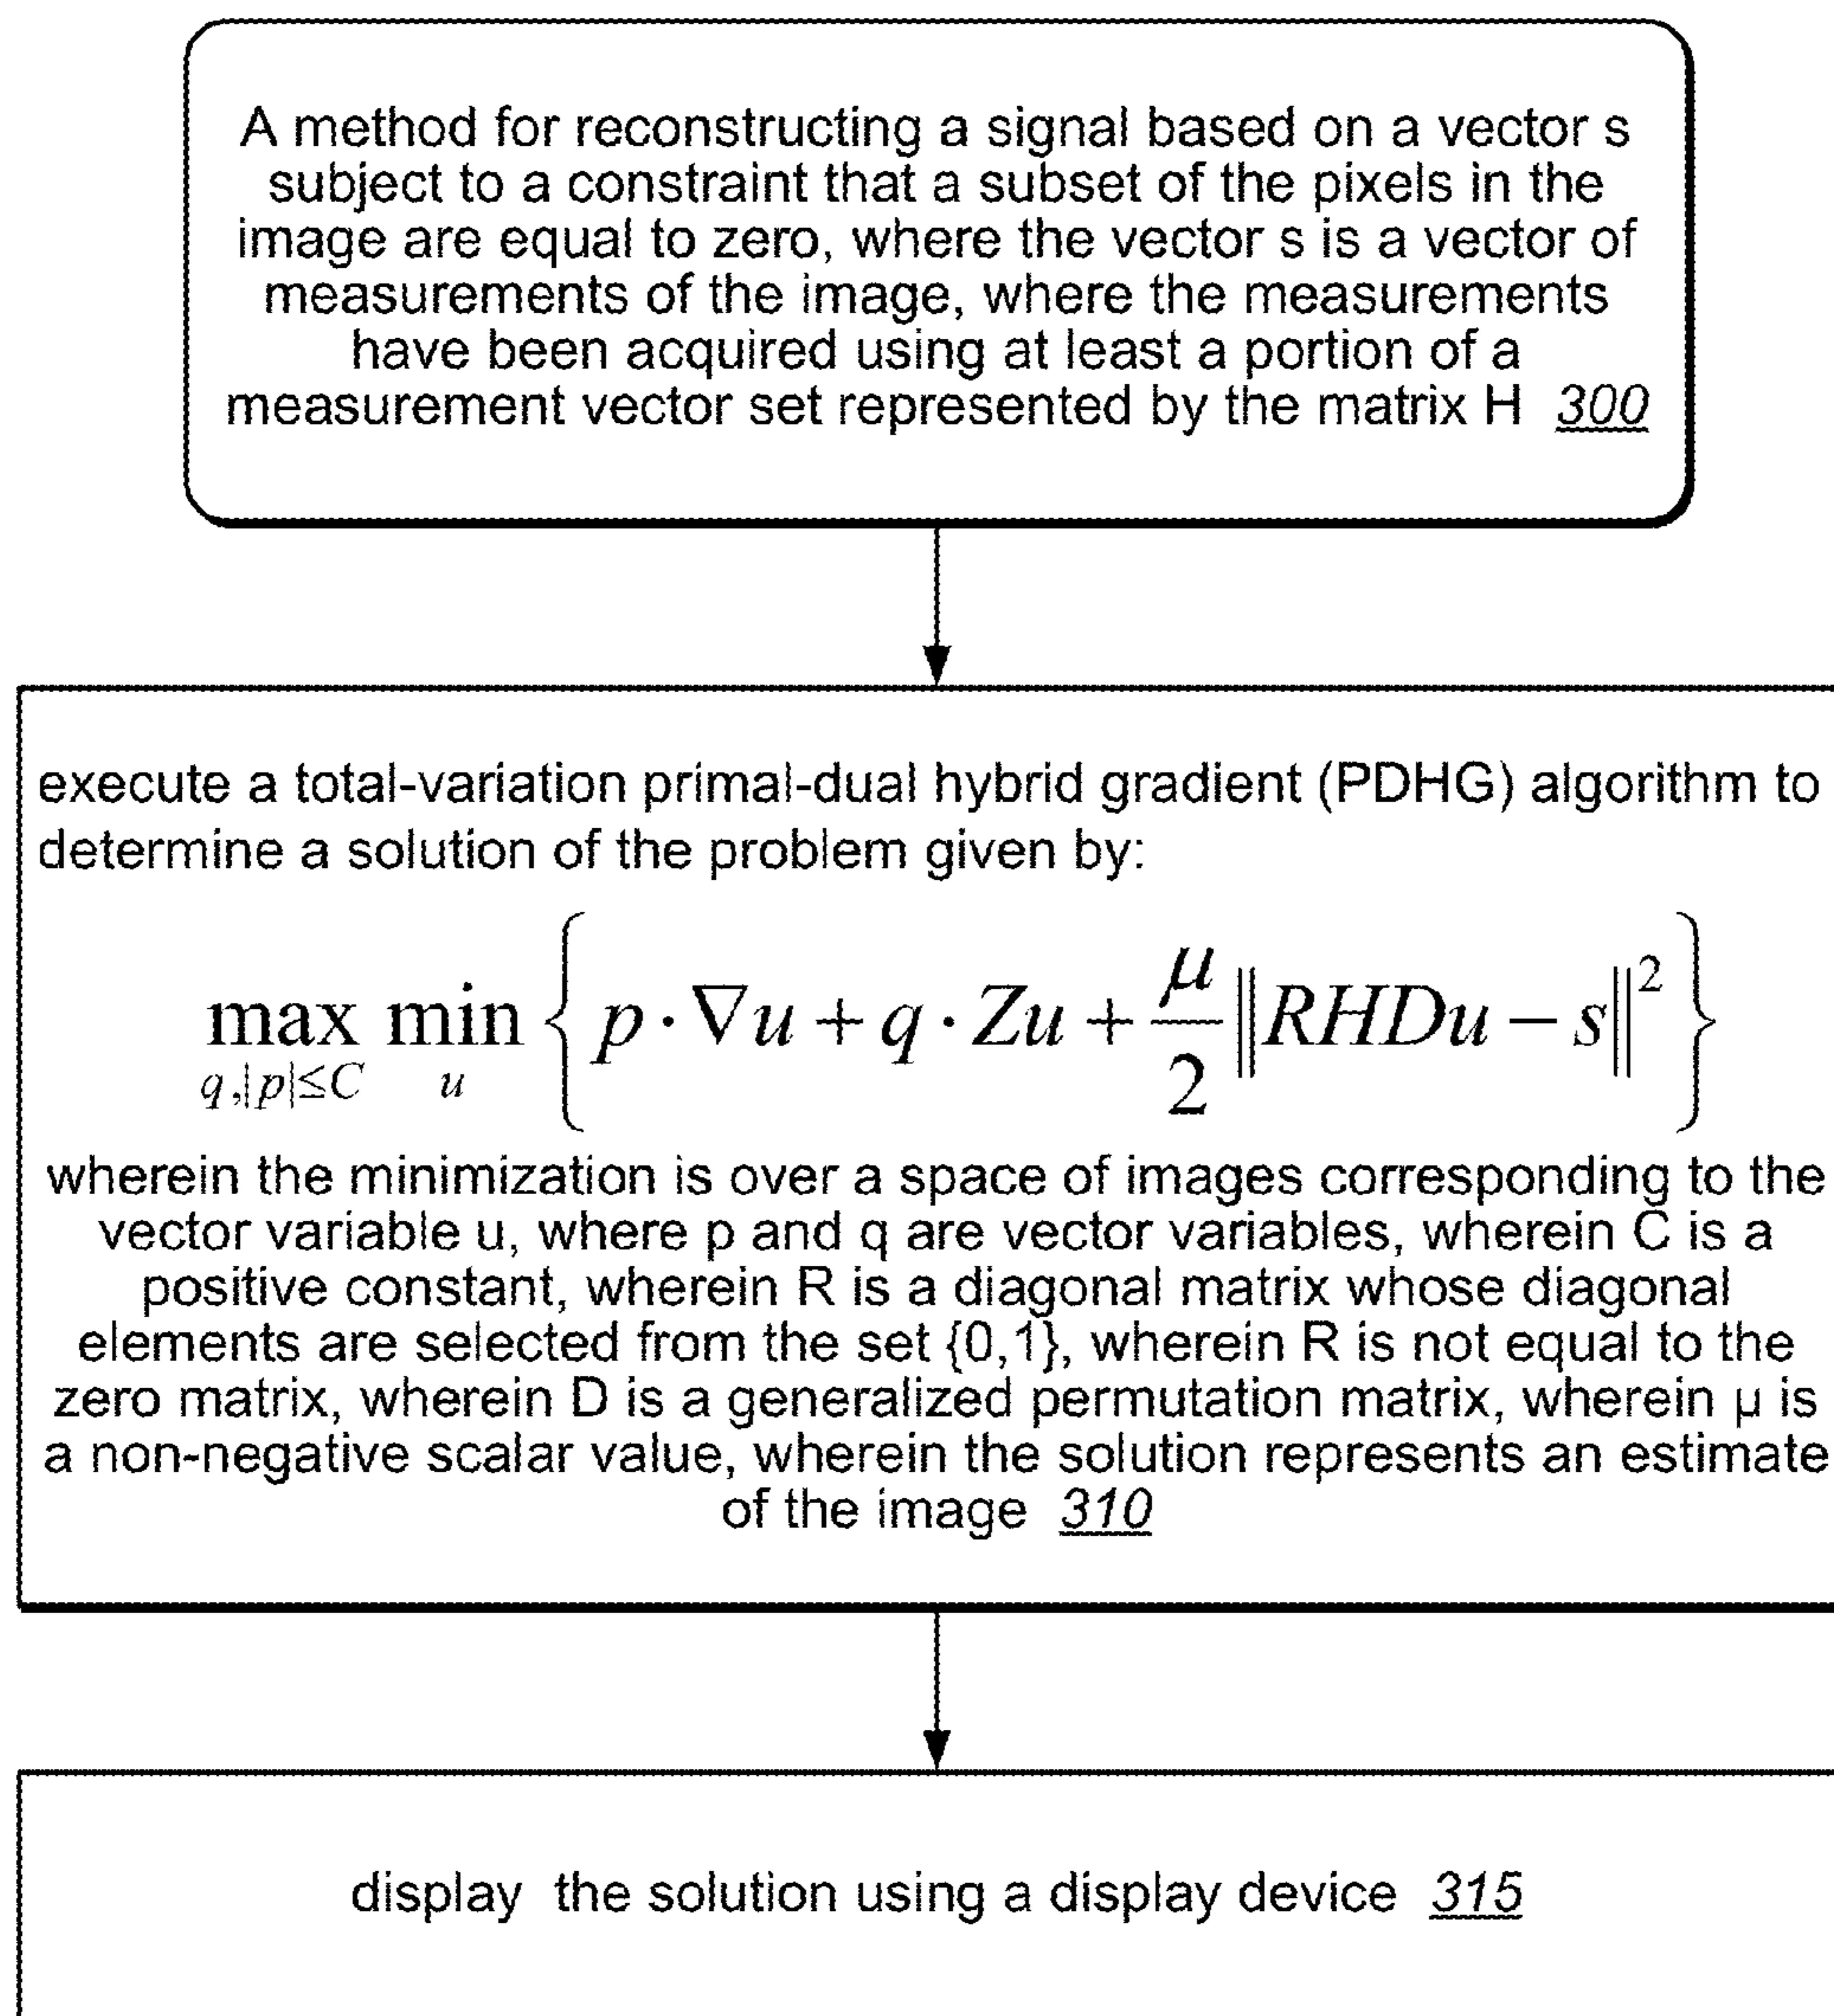 A method for reconstructing a signal based on a vector s
subject to a constraint that a subset of the pixels in the
image are equal to zero, where the vector s is a vector of
measurements of the image, where the measurements
have been acquired using at least a portion of a
measurement vector set represented by the matrix H 300
execute a total-variation primal-dual hybrid gradient (PDHG) algorithm to
determine a solution of the problem given by:
max_{q,|p|≤C} min_{u} { p · ∇u + q · Zu + μ/2 ‖RHDu − s‖² }
wherein the minimization is over a space of images corresponding to the
vector variable u, where p and q are vector variables, wherein C is a
positive constant, wherein R is a diagonal matrix whose diagonal
elements are selected from the set {0,1}, wherein R is not equal to the
zero matrix, wherein D is a generalized permutation matrix, wherein μ is
a non-negative scalar value, wherein the solution represents an estimate
of the image 310
display the solution using a display device 315